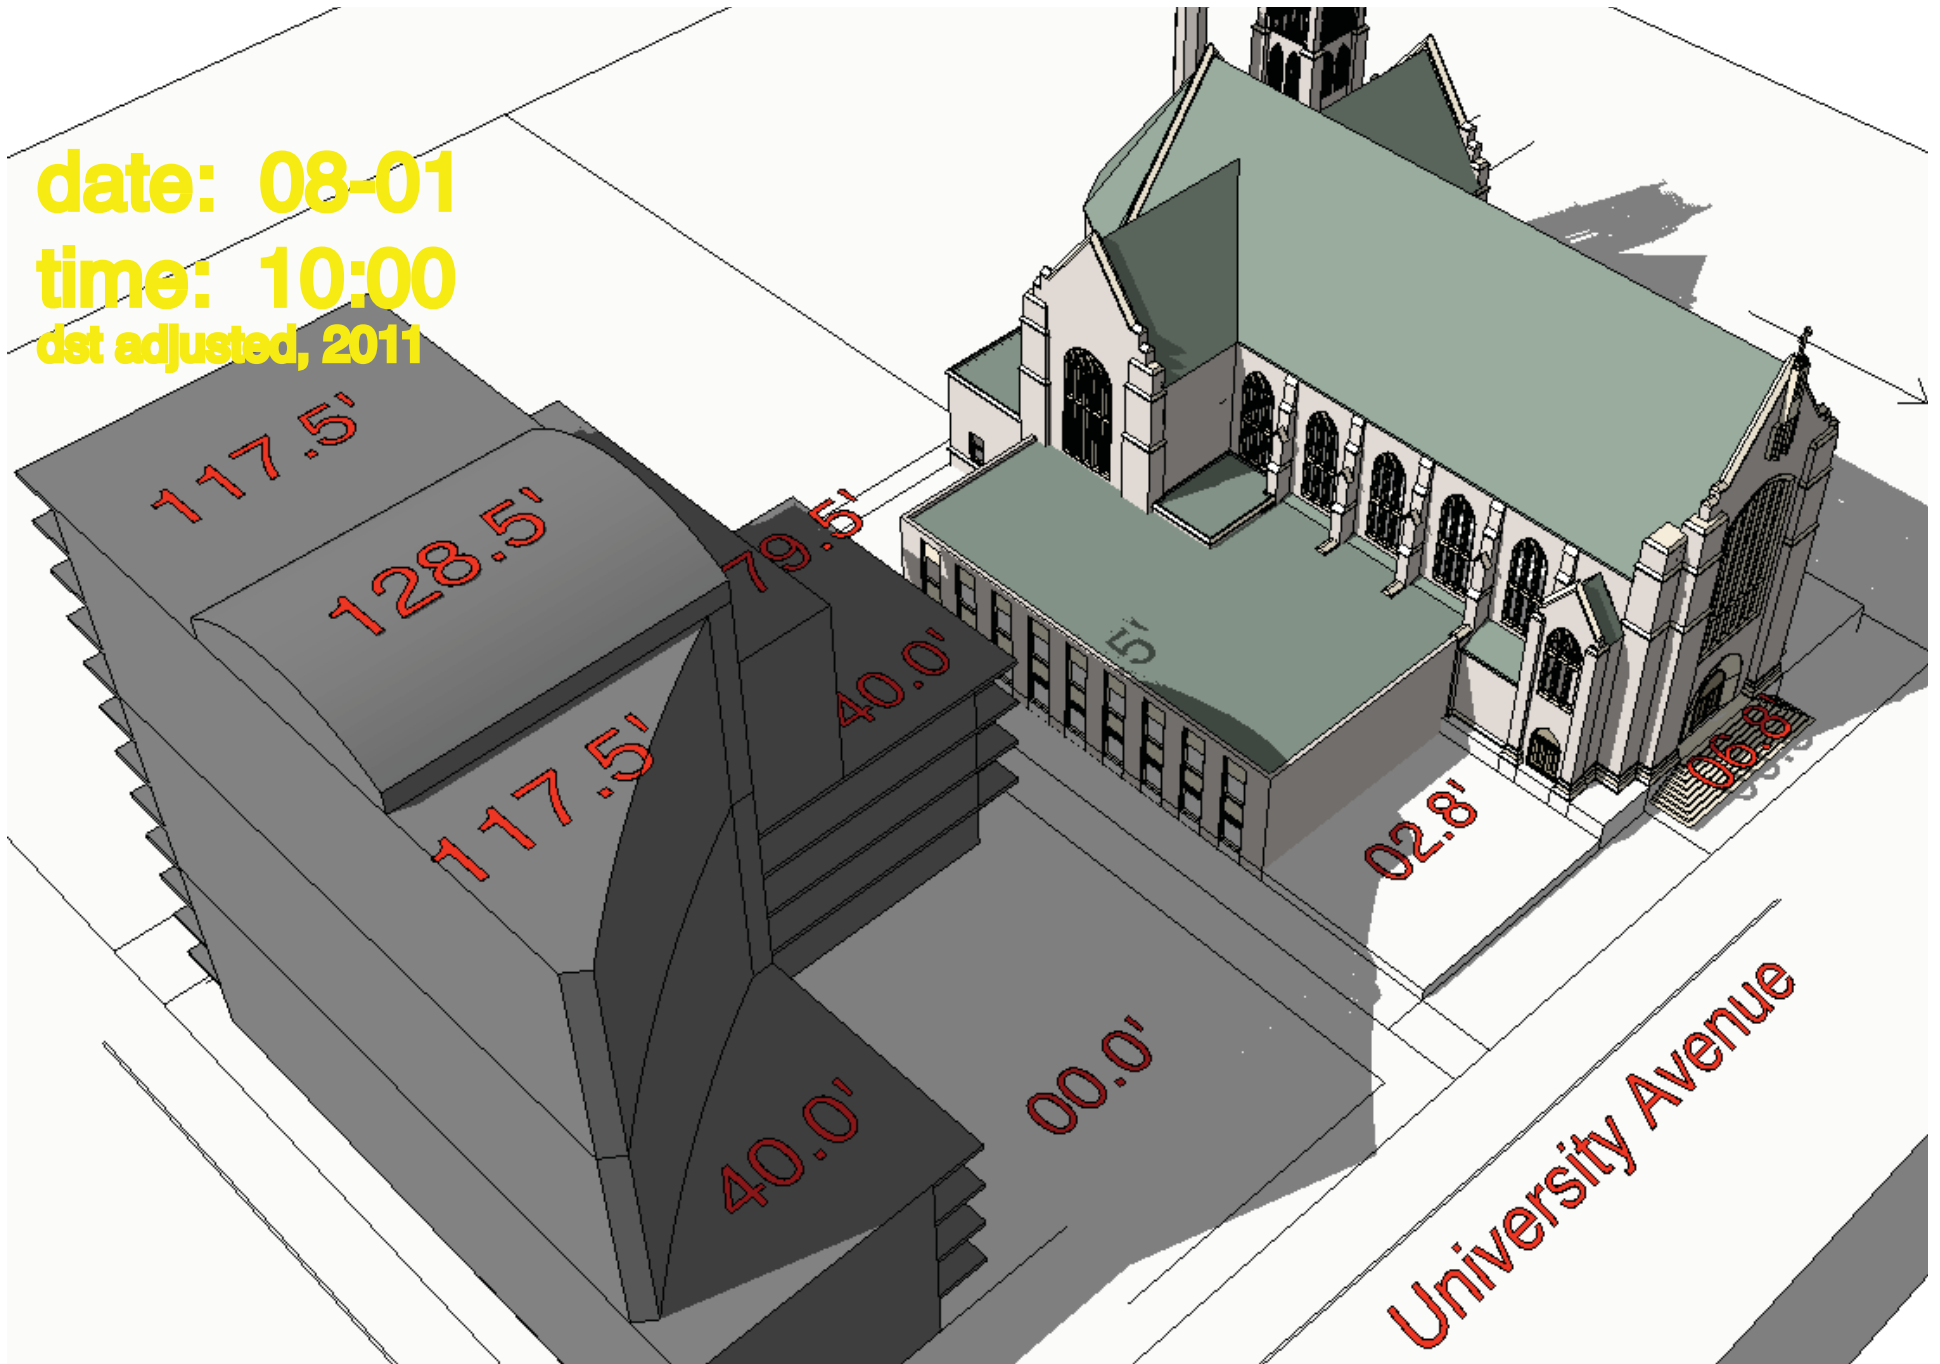 date: 08-01
time: 10:00
dst adjusted, 2011
117.5'
128.5'
79.5'
40.0'
117.5'
5'
06.8'
02.8'
00.0'
40.0'
University Avenue